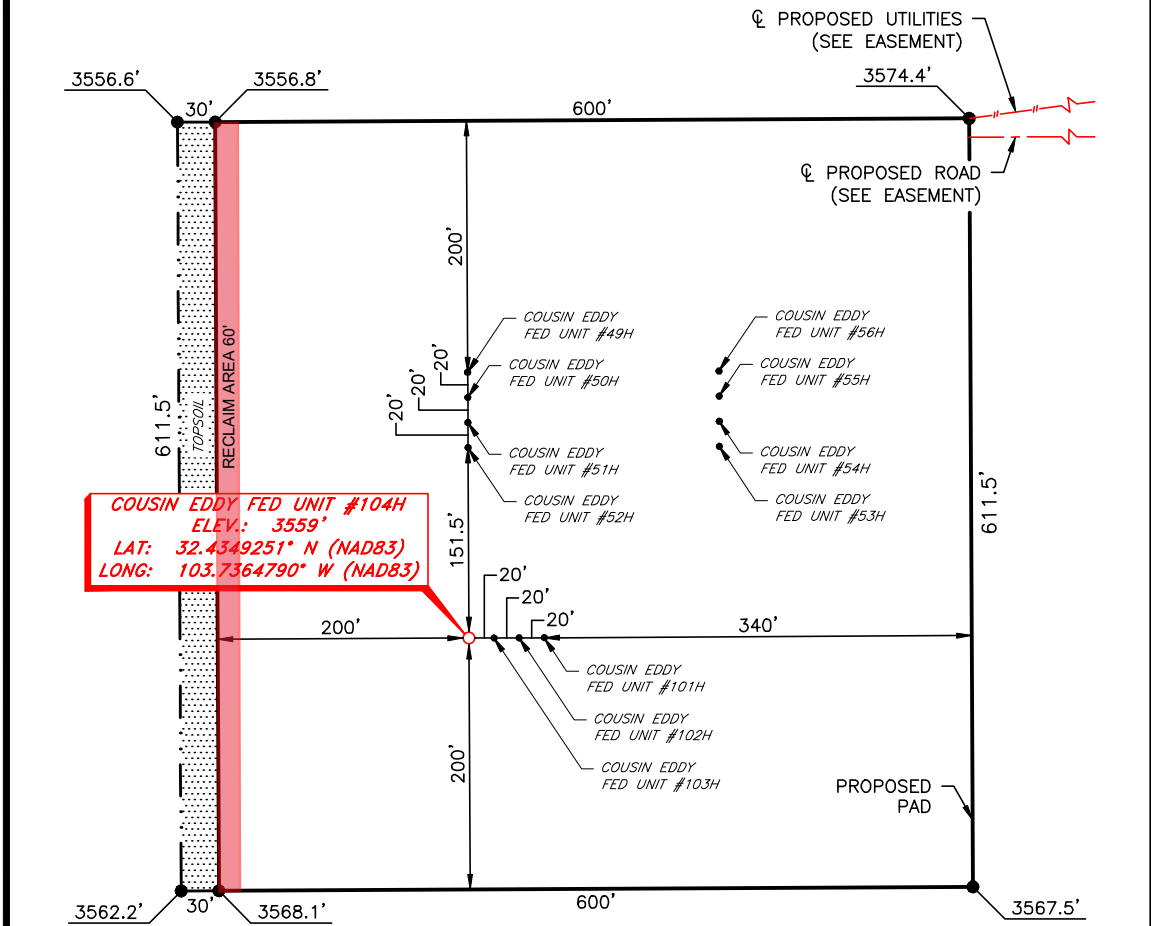 ℄ PROPOSED UTILITIES
(SEE EASEMENT)
3556.6'
3556.8'
3574.4'
30'
600'
℄ PROPOSED ROAD
(SEE EASEMENT)
200'
COUSIN EDDY
FED UNIT #49H
COUSIN EDDY
FED UNIT #56H
20'
COUSIN EDDY
FED UNIT #50H
COUSIN EDDY
FED UNIT #55H
20'
20'
611.5'
TOPSOIL
RECLAIM AREA 60'
COUSIN EDDY
FED UNIT #51H
COUSIN EDDY
FED UNIT #54H
COUSIN EDDY
FED UNIT #52H
COUSIN EDDY
FED UNIT #53H
611.5'
COUSIN EDDY FED UNIT #104H
ELEV.: 3559'
LAT: 32.4349251° N (NAD83)
LONG: 103.7364790° W (NAD83)
151.5'
20'
20'
20'
200'
340'
COUSIN EDDY
FED UNIT #101H
COUSIN EDDY
FED UNIT #102H
COUSIN EDDY
FED UNIT #103H
200'
PROPOSED
PAD
3562.2'
30'
3568.1'
600'
3567.5'